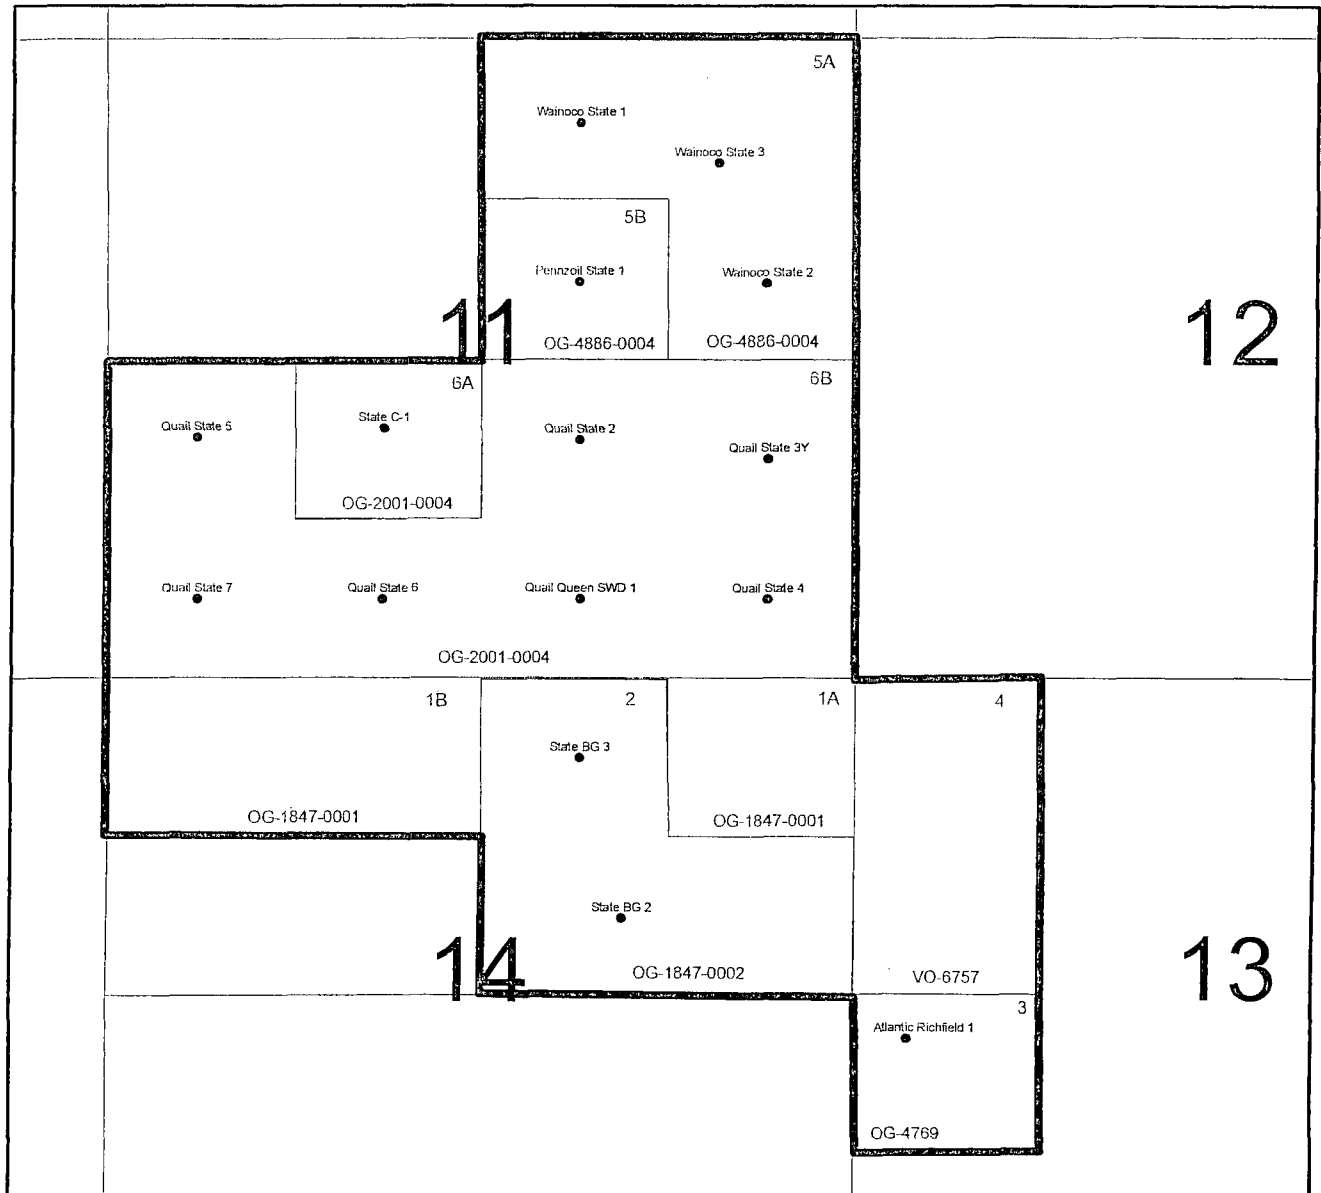 5A
Wainoco State 1
Wainoco State 3
5B
Pennzoil State 1
Wainoco State 2
11
12
OG-4886-0004
OG-4886-0004
6A
6B
Quail State 5
State C-1
Quail State 2
Quail State 3Y
OG-2001-0004
Quail State 7
Quail State 6
Quail Queen SWD 1
Quail State 4
OG-2001-0004
1B
2
1A
4
State BG 3
OG-1847-0001
OG-1847-0001
State BG 2
14
13
OG-1847-0002
VO-6757
3
Atlantic Richfield 1
OG-4769